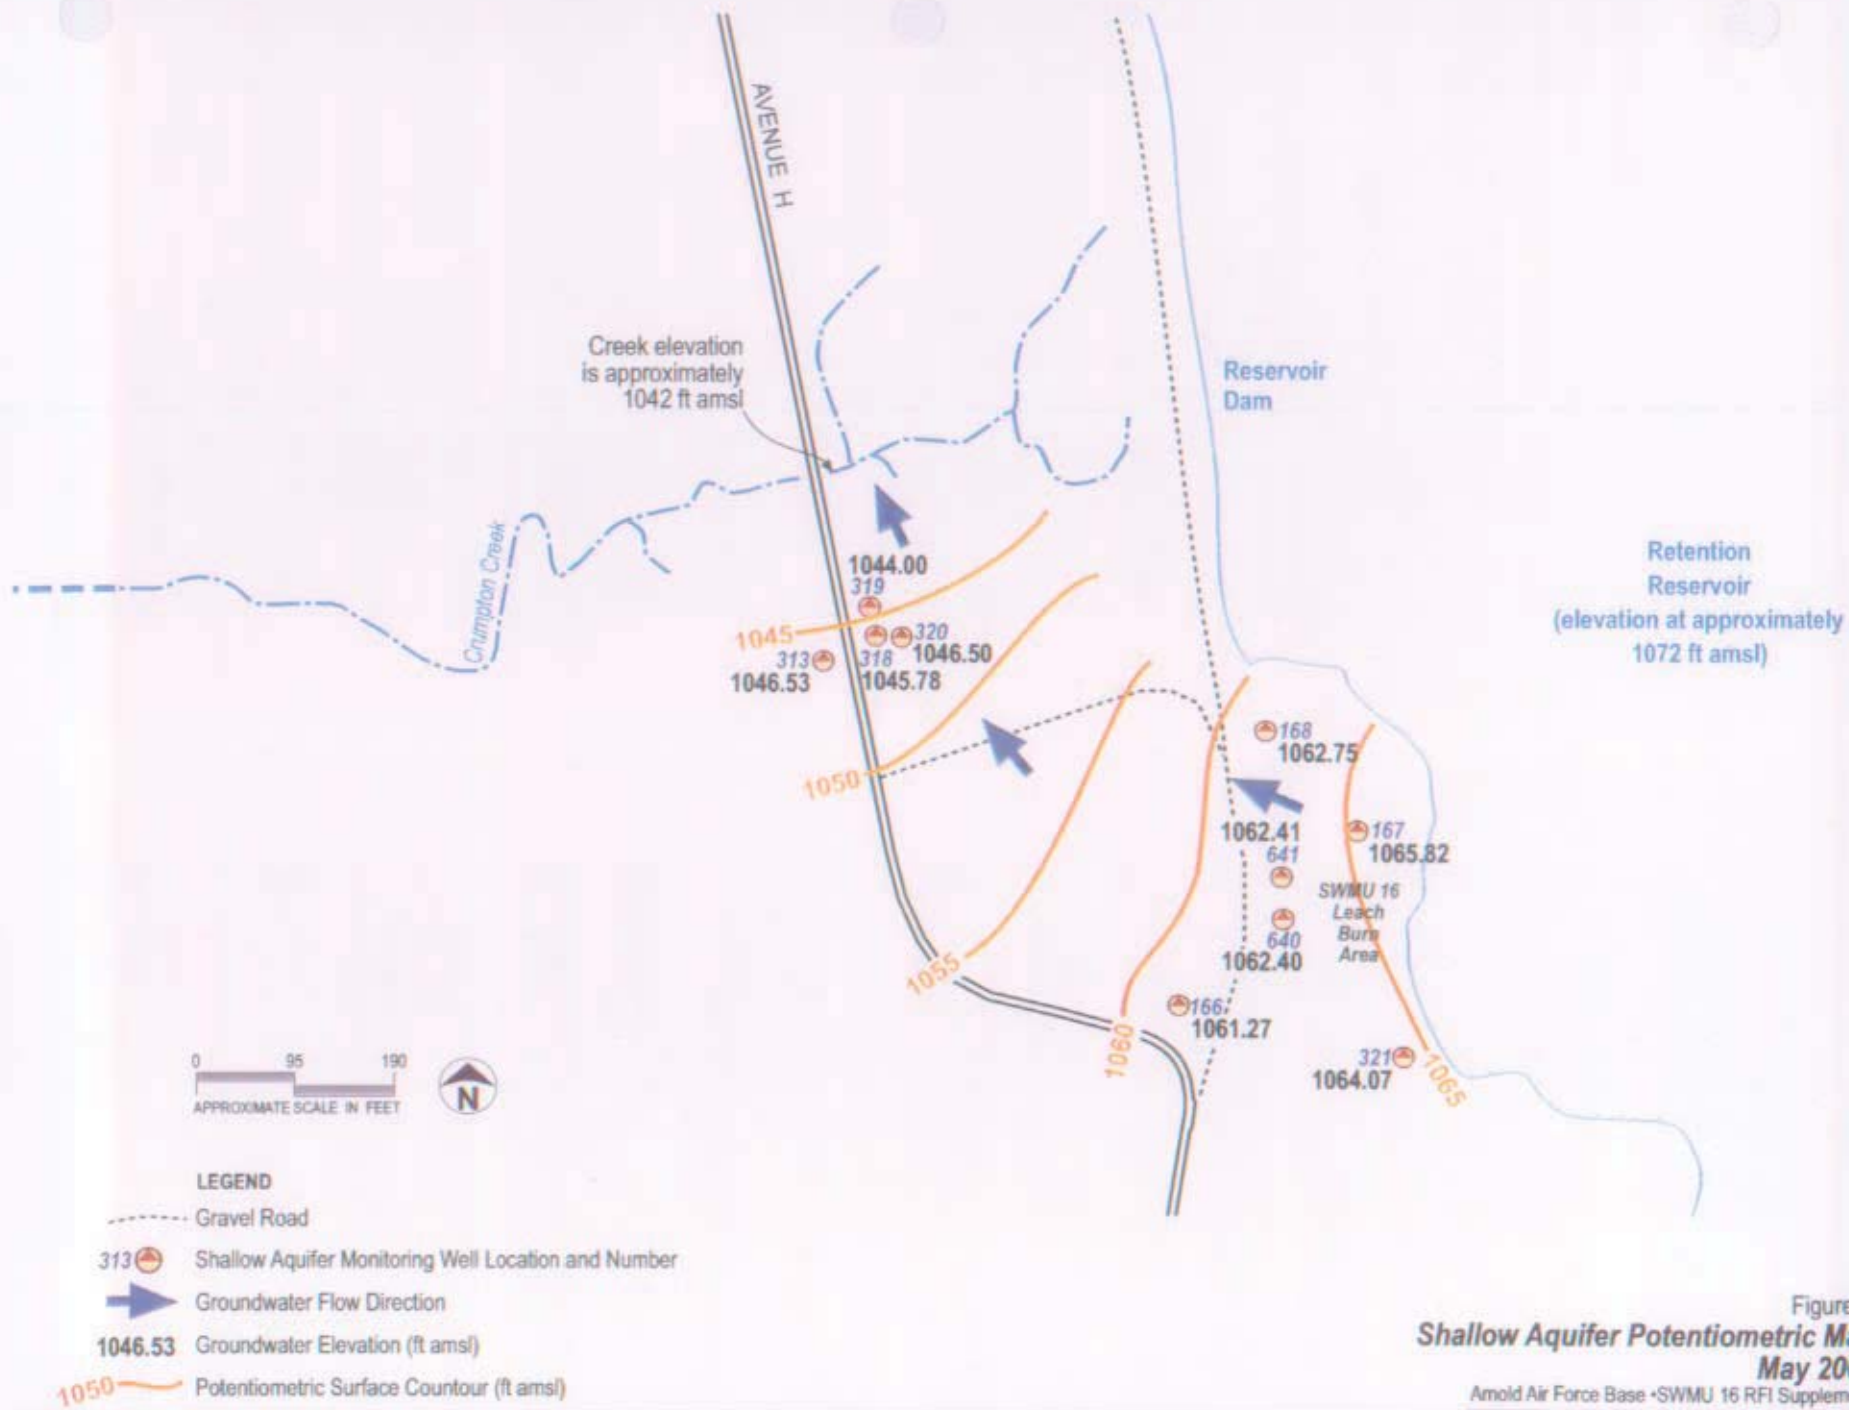 AVENUE H
Creek elevation
is approximately
1042 ft amsl
Reservoir
Dam
Crumpton Creek
Retention
Reservoir
(elevation at approximately
1072 ft amsl)
1044.00
319
1045
320
1046.50
313
1046.53
318
1045.78
168
1062.75
1050
1062.41
641
167
1065.82
SWMU 16
Leach
Burn
Area
640
1062.40
1055
166
1061.27
1060
321
1064.07
1065
0 95 190
APPROXIMATE SCALE IN FEET
N
LEGEND
Gravel Road
313 Shallow Aquifer Monitoring Well Location and Number
Groundwater Flow Direction
1046.53 Groundwater Elevation (ft amsl)
1050 Potentiometric Surface Countour (ft amsl)
Figure
Shallow Aquifer Potentiometric
May
Arnold Air Force Base •SWMU 16 RFI